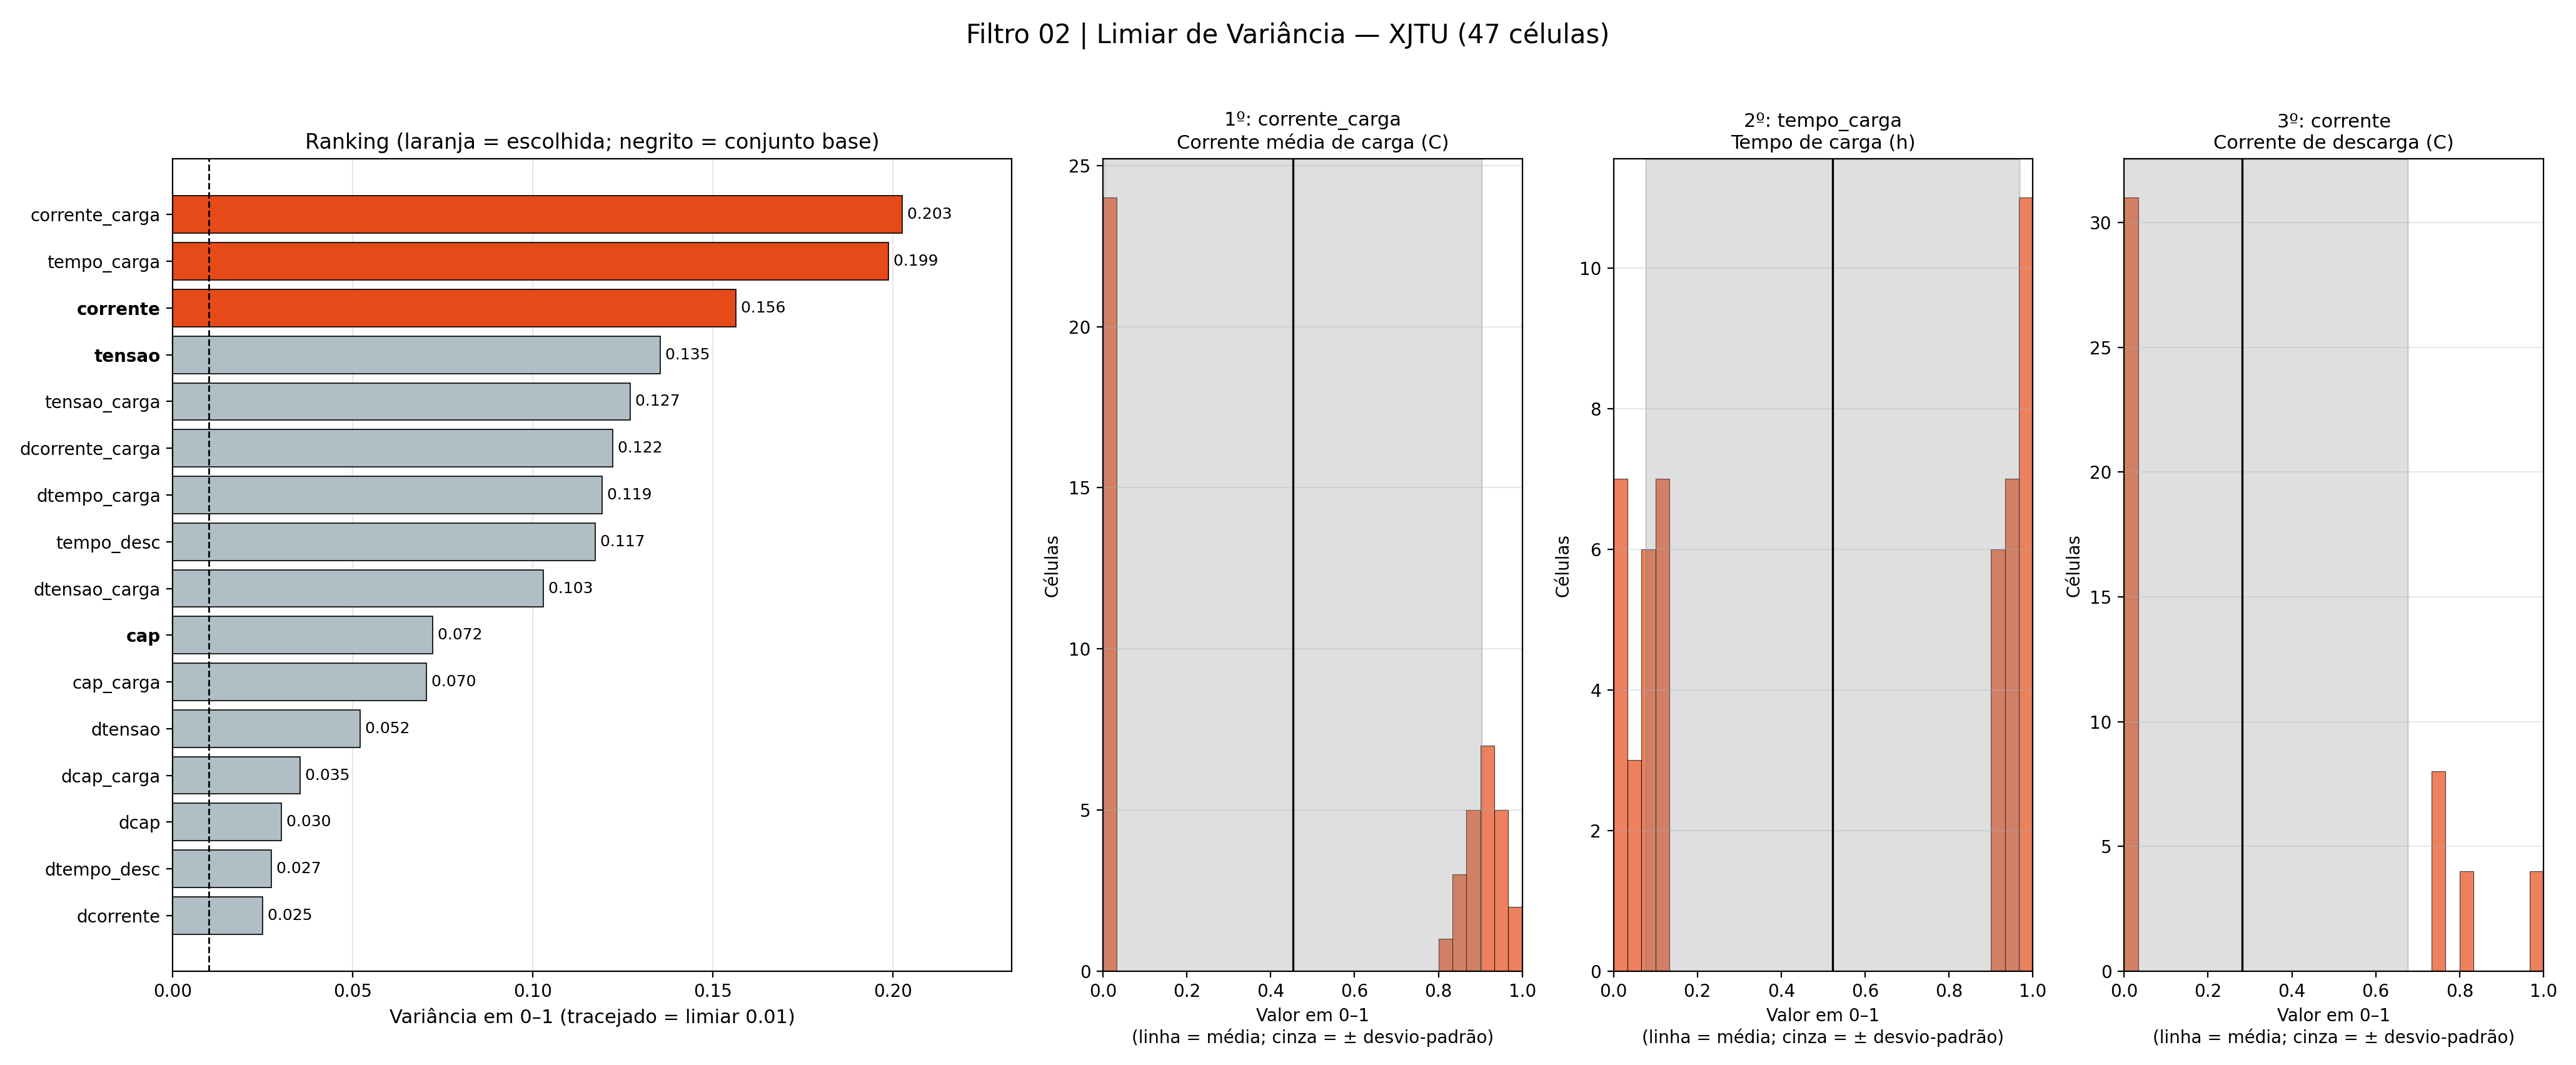 Filtro 02 | Limiar de Variância — XJTU (47 células)
Ranking (laranja = escolhida; negrito = conjunto base)
corrente_carga
0.203
tempo_carga
0.199
corrente
0.156
tensao
0.135
tensao_carga
0.127
dcorrente_carga
0.122
dtempo_carga
0.119
tempo_desc
0.117
dtensao_carga
0.103
cap
0.072
cap_carga
0.070
dtensao
0.052
dcap_carga
0.035
dcap
0.030
dtempo_desc
0.027
dcorrente
0.025
0.00 0.05 0.10 0.15 0.20
Variância em 0–1 (tracejado = limiar 0.01)
1º: corrente_carga
Corrente média de carga (C)
25
20
15
10
5
0
Células
0.0 0.2 0.4 0.6 0.8 1.0
Valor em 0–1
(linha = média; cinza = ± desvio-padrão)
2º: tempo_carga
Tempo de carga (h)
10
8
6
4
2
0
Células
0.0 0.2 0.4 0.6 0.8 1.0
Valor em 0–1
(linha = média; cinza = ± desvio-padrão)
3º: corrente
Corrente de descarga (C)
30
25
20
15
10
5
0
Células
0.0 0.2 0.4 0.6 0.8 1.0
Valor em 0–1
(linha = média; cinza = ± desvio-padrão)